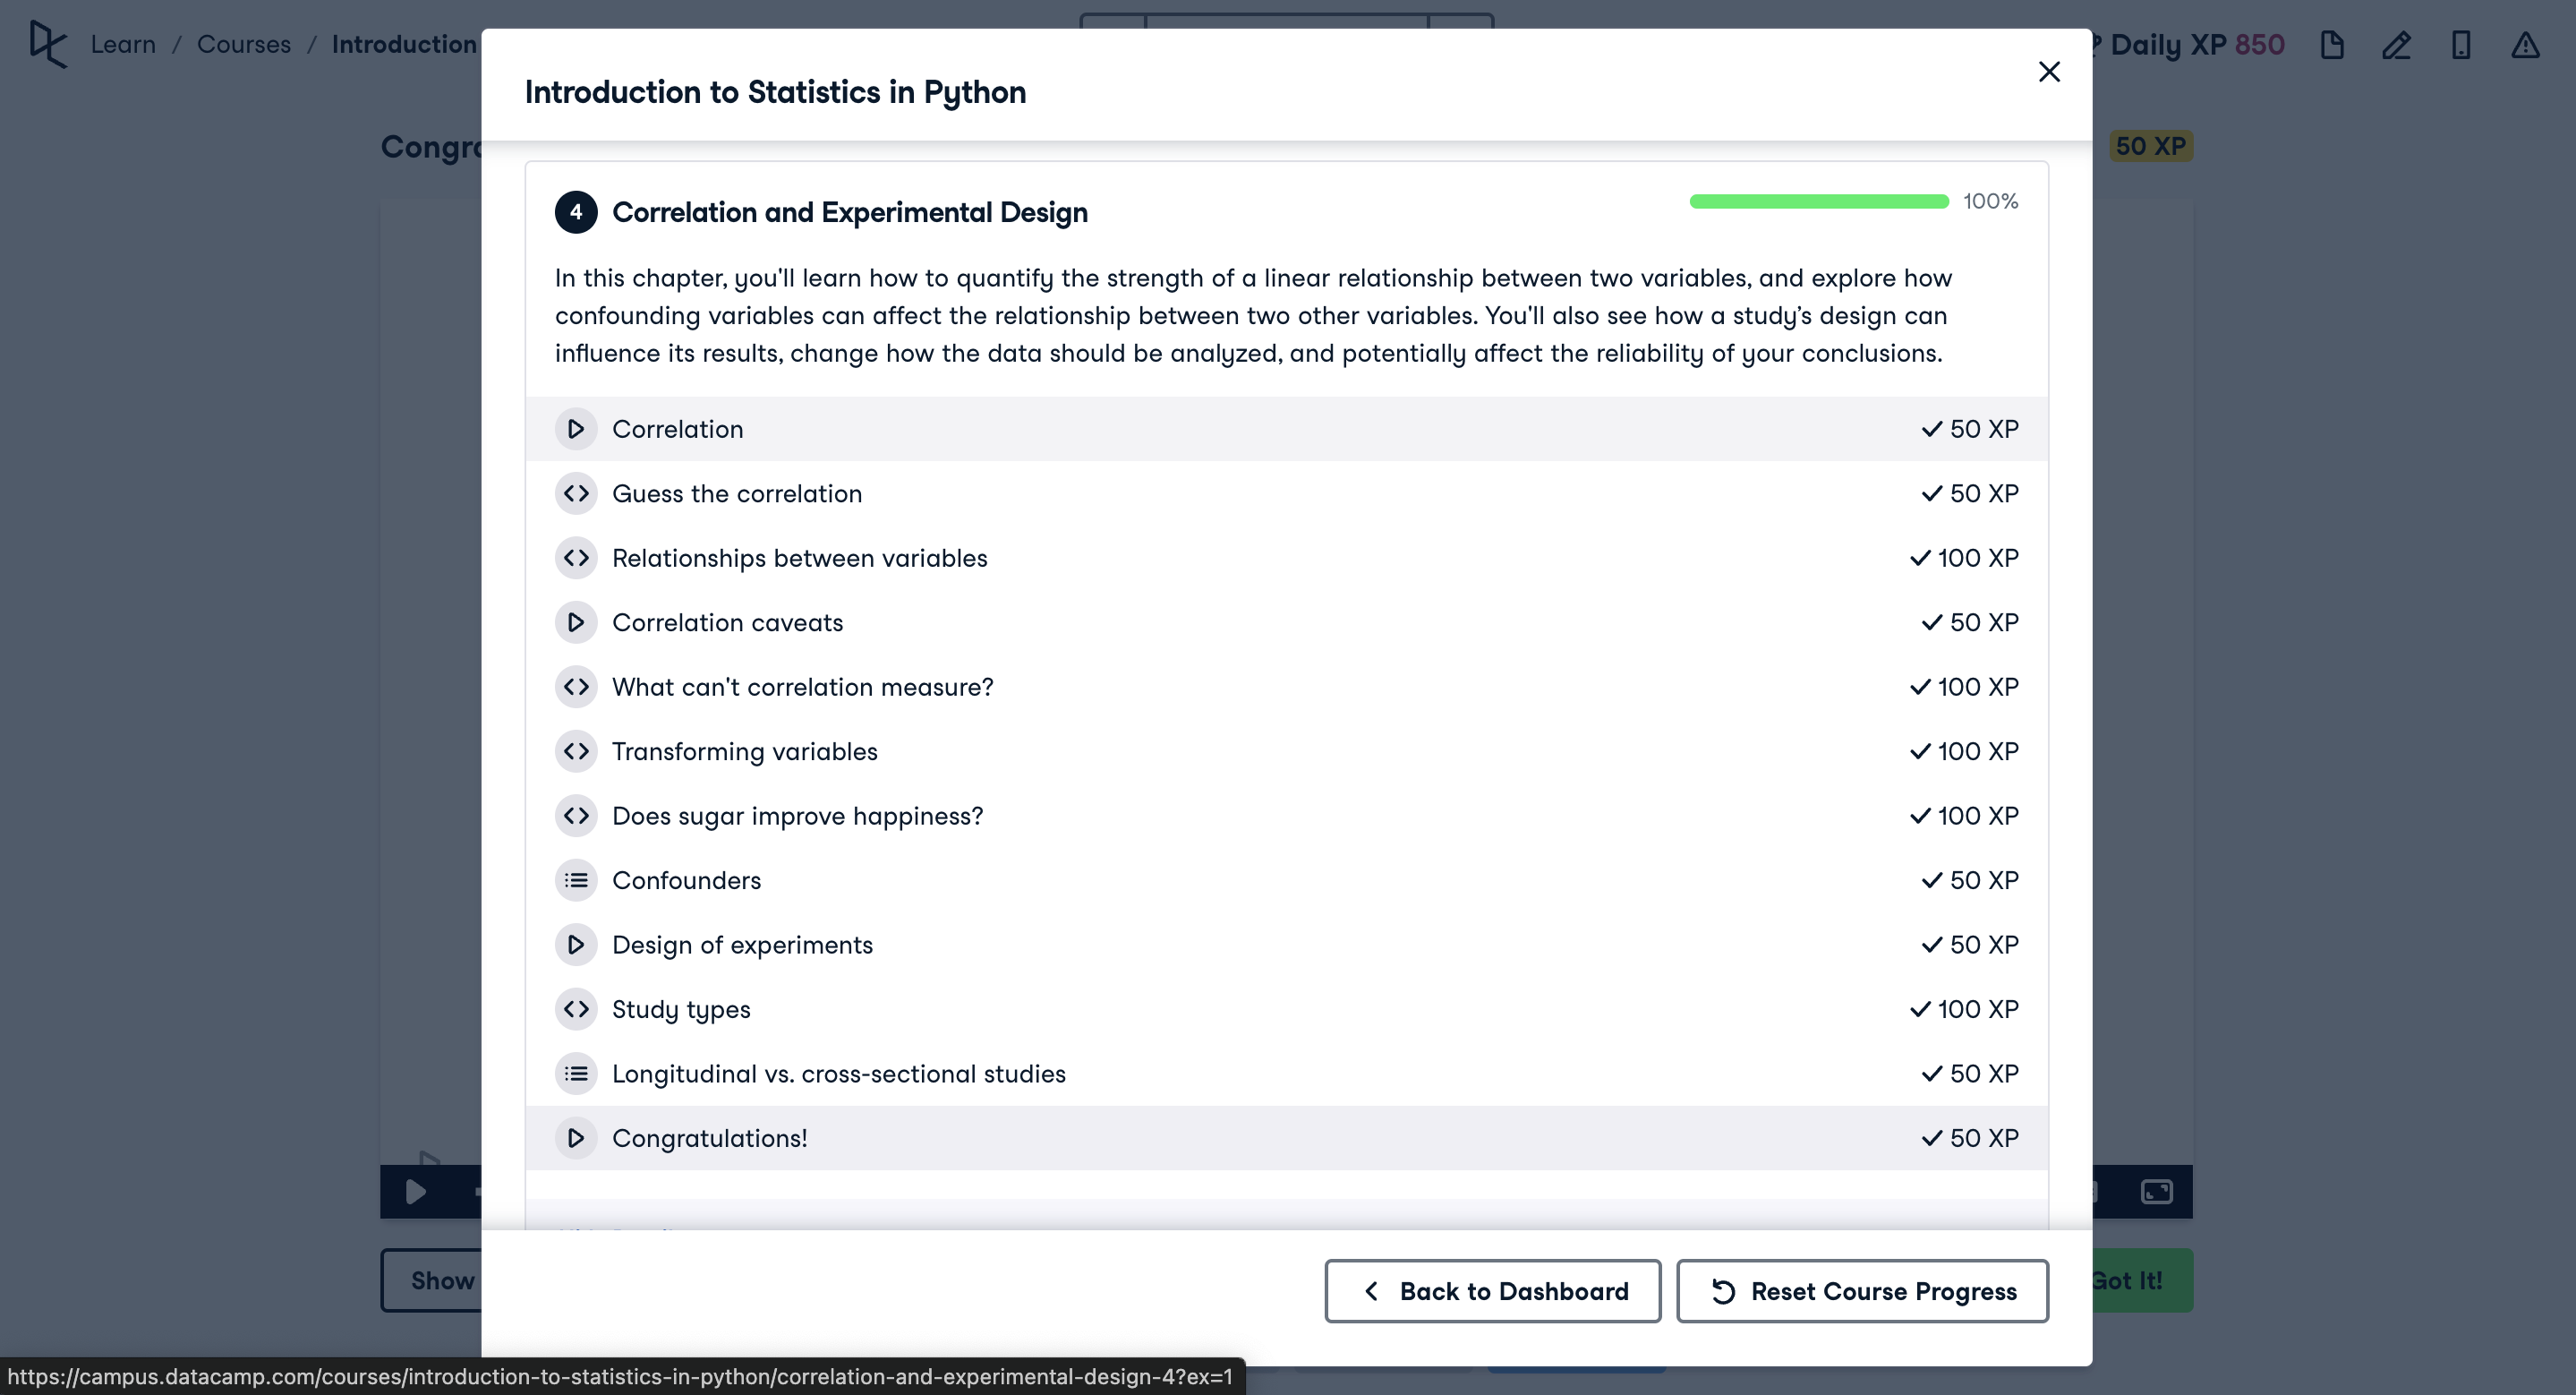 Learn / Courses / Introduction
Daily XP 850
Introduction to Statistics in Python
50 XP
4 Correlation and Experimental Design
100%
In this chapter, you'll learn how to quantify the strength of a linear relationship between two variables, and explore how
confounding variables can affect the relationship between two other variables. You'll also see how a study’s design can
influence its results, change how the data should be analyzed, and potentially affect the reliability of your conclusions.
Correlation 50 XP
Guess the correlation 50 XP
Relationships between variables 100 XP
Correlation caveats 50 XP
What can't correlation measure? 100 XP
Transforming variables 100 XP
Does sugar improve happiness? 100 XP
Confounders 50 XP
Design of experiments 50 XP
Study types 100 XP
Longitudinal vs. cross-sectional studies 50 XP
Congratulations! 50 XP
Show
Back to Dashboard
Reset Course Progress
Got It!
https://campus.datacamp.com/courses/introduction-to-statistics-in-python/correlation-and-experimental-design-4?ex=1